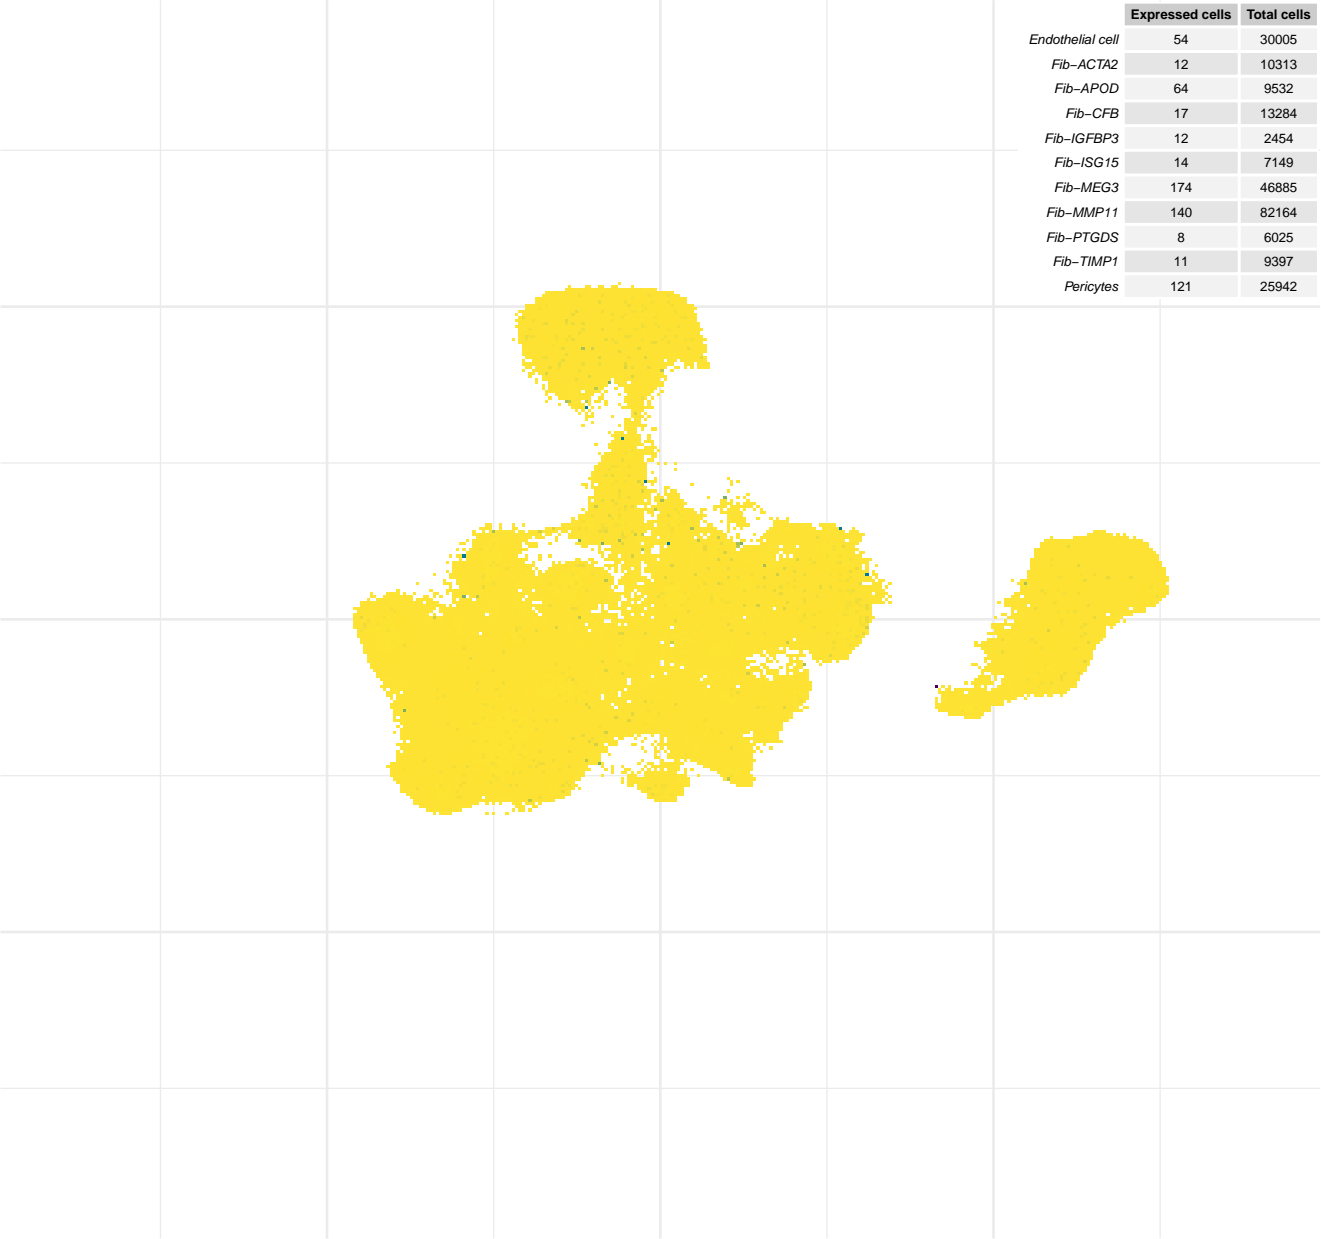 Expressed cells Total cells
Endothelial cell 54 30005
Fib−ACTA2 12 10313
Fib−APOD 64 9532
Fib−CFB 17 13284
Fib−IGFBP3 12 2454
Fib−ISG15 14 7149
Fib−MEG3 174 46885
Fib−MMP11 140 82164
Fib−PTGDS 8 6025
Fib−TIMP1 11 9397
Pericytes 121 25942